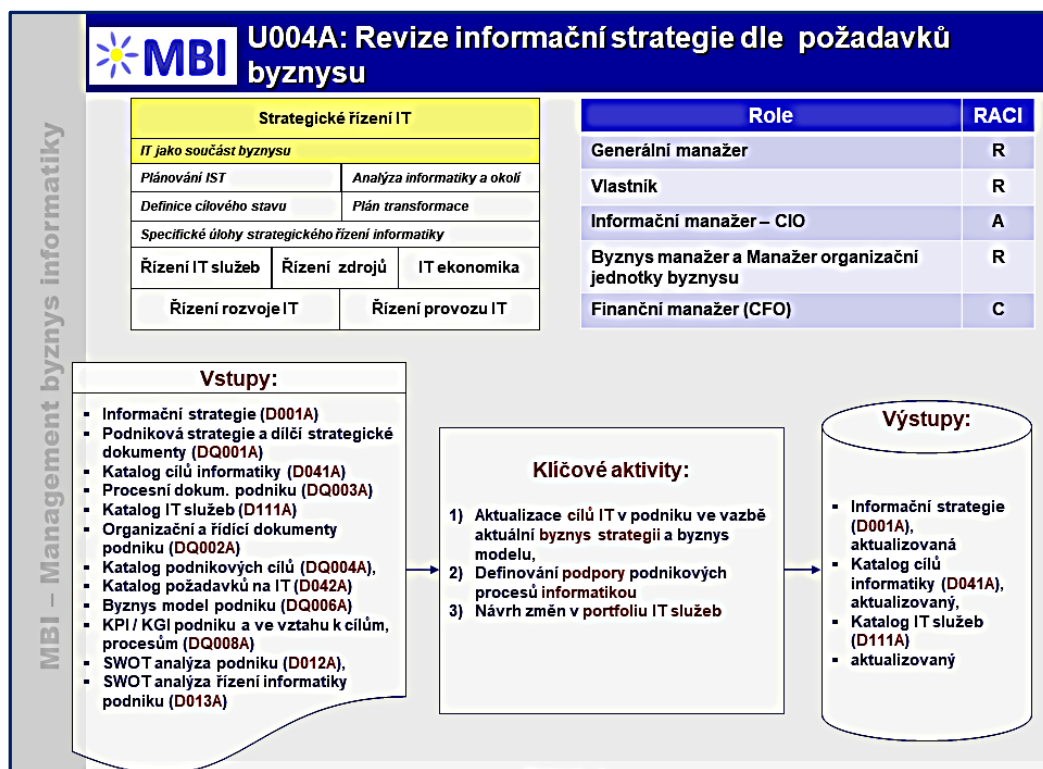 MBI
U004A: Revize informační strategie dle požadavků
byznysu
MBI – Management byznys informatiky
Strategické řízení IT
IT jako součást byznysu
Plánování IST
Analýza informatiky a okolí
Definice cílového stavu
Plán transformace
Specifické úlohy strategického řízení informatiky
Řízení IT služeb
Řízení zdrojů
IT ekonomika
Řízení rozvoje IT
Řízení provozu IT
Role RACI
Generální manažer R
Vlastník R
Informační manažer – CIO A
Byznys manažer a Manažer organizační R
jednotky byznysu
Finanční manažer (CFO) C
Vstupy:
▪ Informační strategie (D001A)
▪ Podniková strategie a dílčí strategické
dokumenty (DQ001A)
▪ Katalog cílů informatiky (D041A)
▪ Procesní dokum. podniku (DQ003A)
▪ Katalog IT služeb (D111A)
▪ Organizační a řídící dokumenty
podniku (DQ002A)
▪ Katalog podnikových cílů (DQ004A),
▪ Katalog požadavků na IT (D042A)
▪ Byznys model podniku (DQ006A)
▪ KPI / KGI podniku a ve vztahu k cílům,
procesům (DQ008A)
▪ SWOT analýza podniku (D012A),
▪ SWOT analýza řízení informatiky
podniku (D013A)
Klíčové aktivity:
1) Aktualizace cílů IT v podniku ve vazbě
aktuální byznys strategii a byznys
modelu,
2) Definování podpory podnikových
procesů informatikou
3) Návrh změn v portfoliu IT služeb
Výstupy:
▪ Informační strategie
(D001A),
aktualizovaná
▪ Katalog cílů
informatiky (D041A),
aktualizovaný,
▪ Katalog IT služeb
(D111A)
▪ aktualizovaný